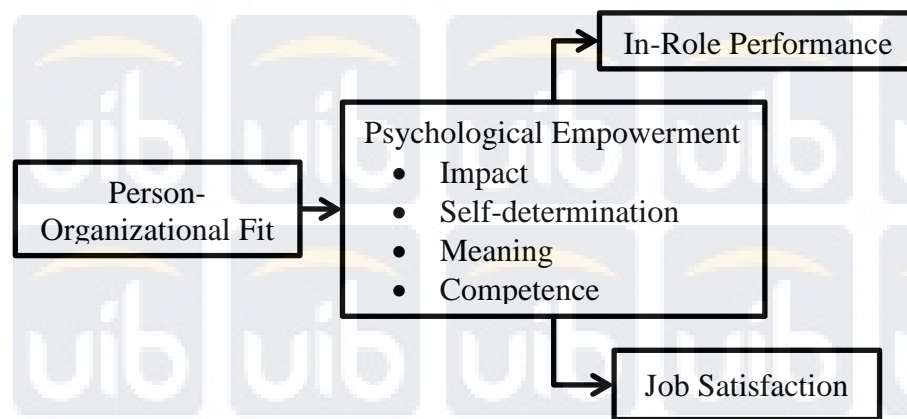 In-Role Performance
Psychological Empowerment
• Impact
• Self-determination
• Meaning
• Competence
Person-
Organizational Fit
Job Satisfaction
uib
uib
uib
uib
uib
uib
uib
uib